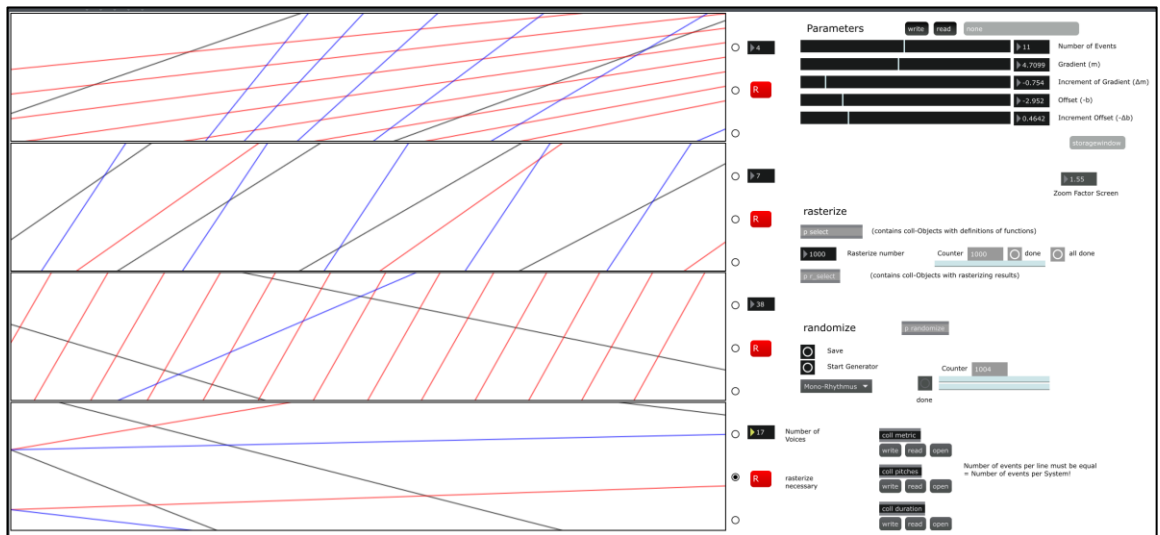 Parameters
write read none
4
11 Number of Events
4.7099 Gradient (m)
R
-0.754 Increment of Gradient (Δm)
-2.952 Offset (-b)
0.4642 Increment Offset (-Δb)
storagewindow
7
1.55
Zoom Factor Screen
rasterize
R
p select (contains coll-Objects with definitions of functions)
1000 Rasterize number Counter 1000 done all done
p r_select (contains coll-Objects with rasterizing results)
38
randomize p randomize
R
Save
Start Generator
Counter 1004
Mono-Rhythmus
done
17 Number of Voices
coll metric
write read open
R
rasterize necessary
coll pitches
Number of events per line must be equal
= Number of events per System!
write read open
coll duration
write read open